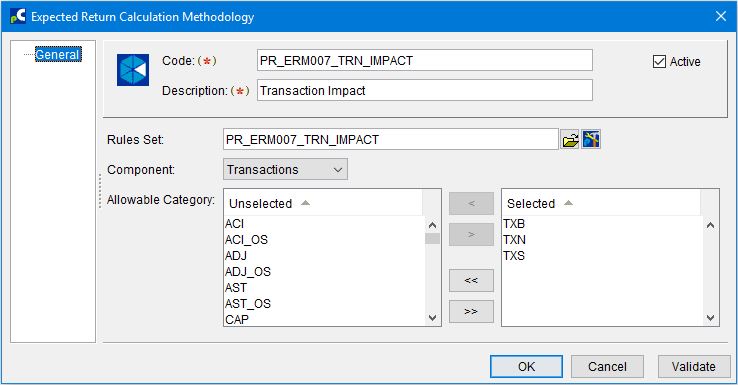 Expected Return Calculation Methodology
General
Code: (*) PR_ERM007_TRN_IMPACT
Active
Description: (*) Transaction Impact
Rules Set: PR_ERM007_TRN_IMPACT
Component: Transactions
Allowable Category:
Unselected
ACI
ACI_OS
ADJ
ADJ_OS
AST
AST_OS
CAP
<
>
<<
>>
Selected
TXB
TXN
TXS
OK
Cancel
Validate